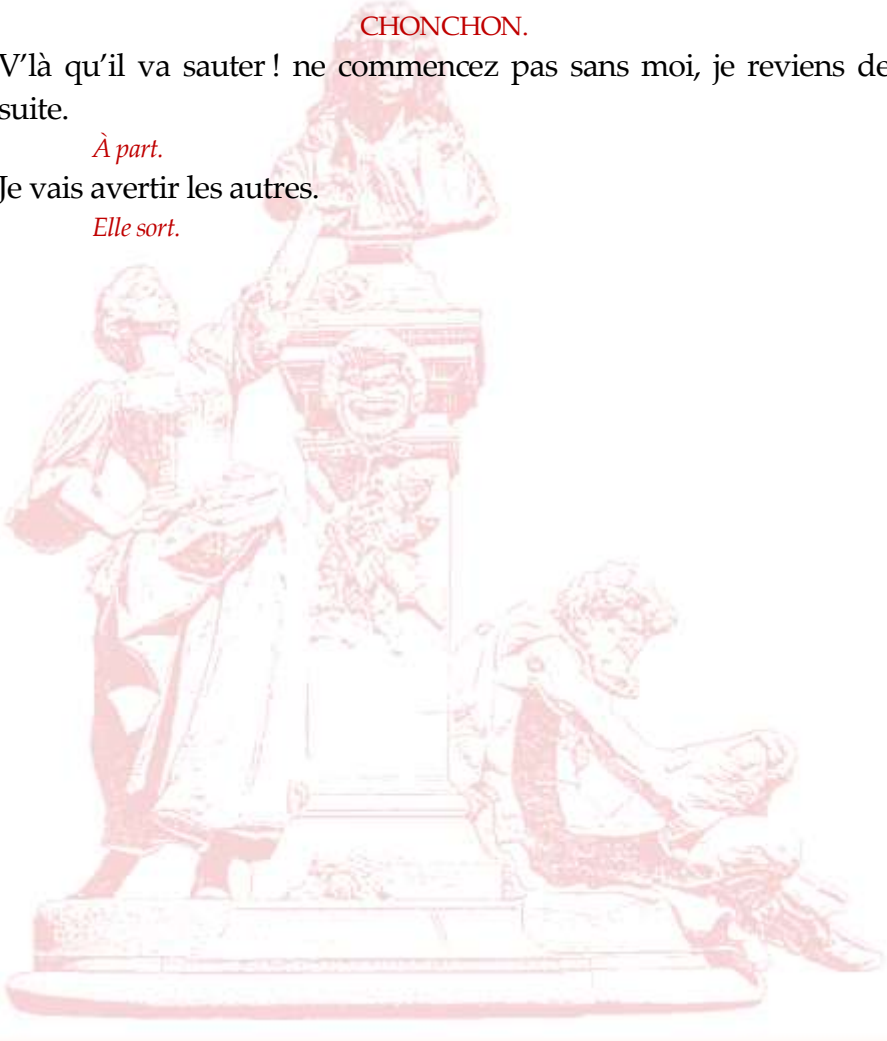 CHONCHON.
V’là qu’il va sauter ! ne commencez pas sans moi, je reviens de
suite.
À part.
Je vais avertir les autres.
Elle sort.